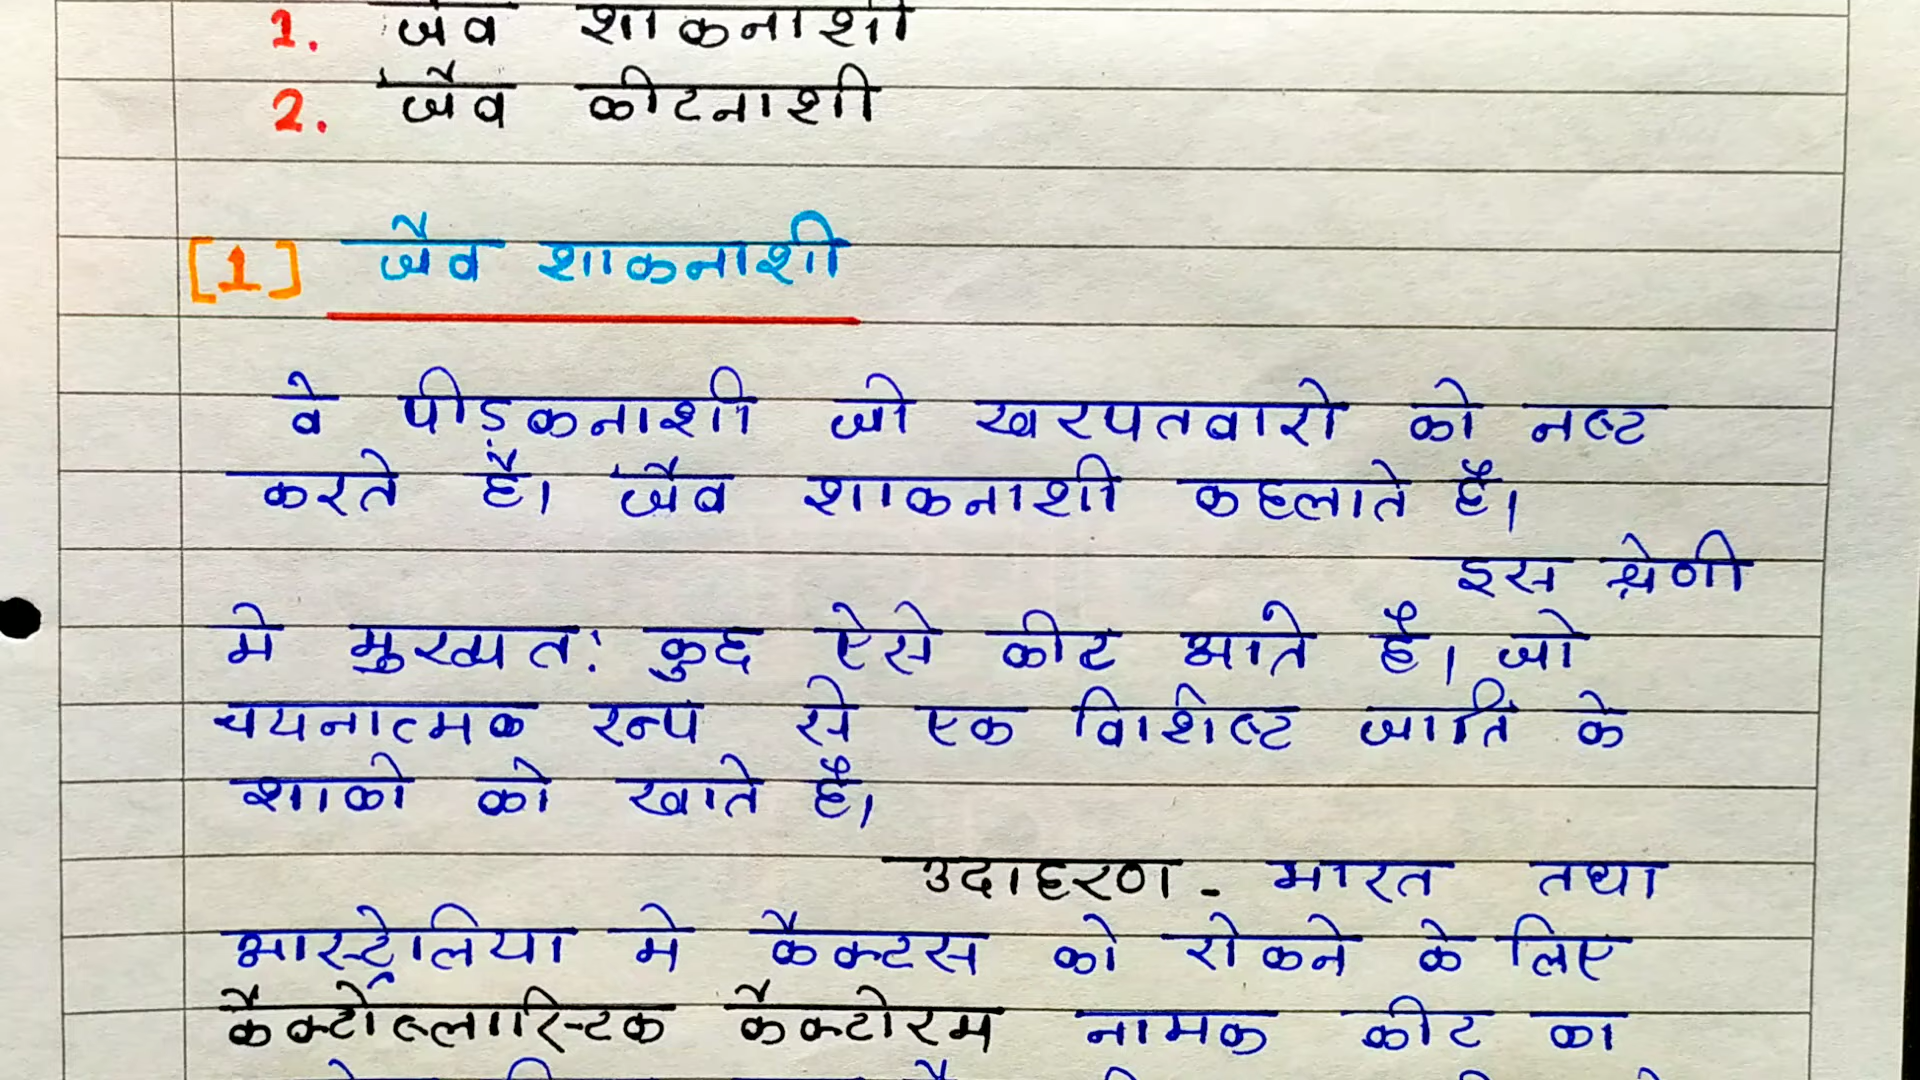 1. जैव शाकनाशी
2. जैव कीटनाशी
[1] जैव शाकनाशी
वे पीड़कनाशी जो खरपतवारो को नष्ट
करते है। जैव शाकनाशी कहलाते है।
इस श्रेणी
मे मुख्यत: कुछ ऐसे कीट आते है। जो
चयनात्मक रूप से एक विशिष्ट जाति के
शाको को खाते है।
उदाहरण - भारत तथा
आस्ट्रेलिया मे कैक्टस को रोकने के लिए
कैक्टोब्लास्टिक कैक्टोरम नामक कीट का